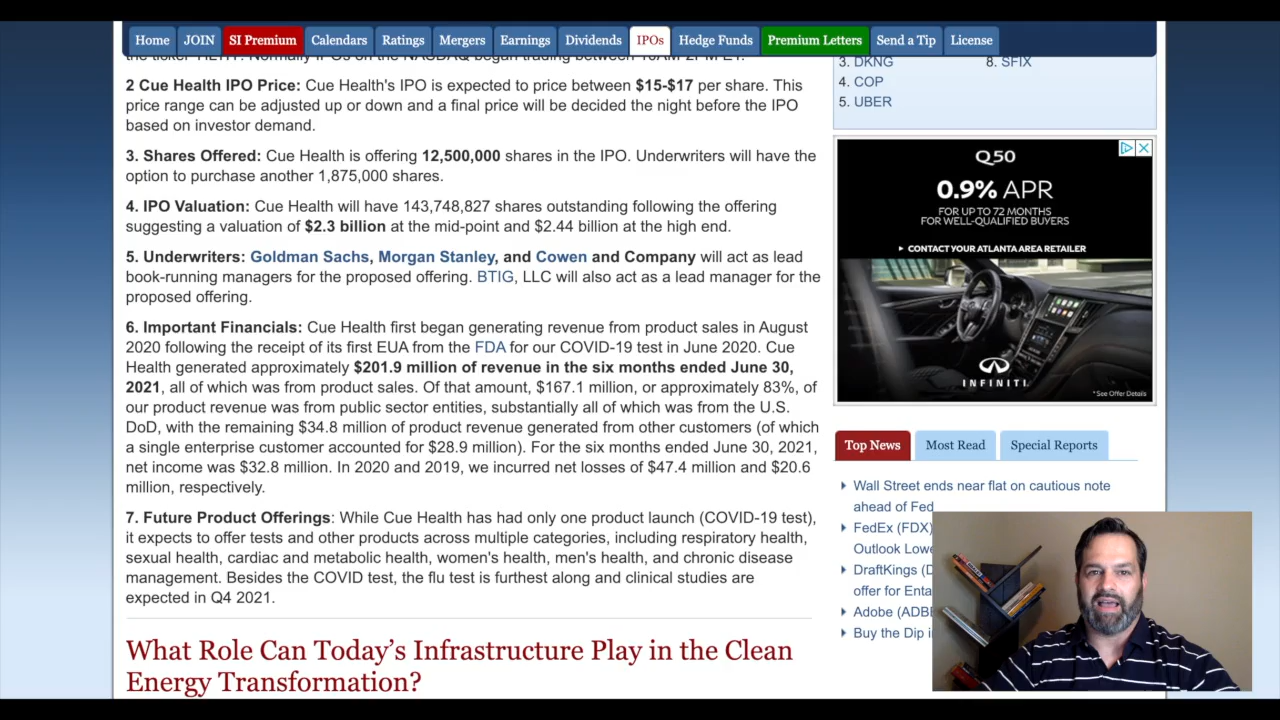 Home JOIN SI Premium Calendars Ratings Mergers Earnings Dividends IPOs Hedge Funds Premium Letters Send a Tip License
2 Cue Health IPO Price: Cue Health's IPO is expected to price between $15-$17 per share. This
price range can be adjusted up or down and a final price will be decided the night before the IPO
based on investor demand.
3. Shares Offered: Cue Health is offering 12,500,000 shares in the IPO. Underwriters will have the
option to purchase another 1,875,000 shares.
4. IPO Valuation: Cue Health will have 143,748,827 shares outstanding following the offering
suggesting a valuation of $2.3 billion at the mid-point and $2.44 billion at the high end.
5. Underwriters: Goldman Sachs, Morgan Stanley, and Cowen and Company will act as lead
book-running managers for the proposed offering. BTIG, LLC will also act as a lead manager for the
proposed offering.
6. Important Financials: Cue Health first began generating revenue from product sales in August
2020 following the receipt of its first EUA from the FDA for our COVID-19 test in June 2020. Cue
Health generated approximately $201.9 million of revenue in the six months ended June 30,
2021, all of which was from product sales. Of that amount, $167.1 million, or approximately 83%, of
our product revenue was from public sector entities, substantially all of which was from the U.S.
DoD, with the remaining $34.8 million of product revenue generated from other customers (of which
a single enterprise customer accounted for $28.9 million). For the six months ended June 30, 2021,
net income was $32.8 million. In 2020 and 2019, we incurred net losses of $47.4 million and $20.6
million, respectively.
7. Future Product Offerings: While Cue Health has had only one product launch (COVID-19 test),
it expects to offer tests and other products across multiple categories, including respiratory health,
sexual health, cardiac and metabolic health, women's health, men's health, and chronic disease
management. Besides the COVID test, the flu test is furthest along and clinical studies are
expected in Q4 2021.
What Role Can Today's Infrastructure Play in the Clean
Energy Transformation?
3. DKNG 8. SFIX
4. COP
5. UBER
Q50
0.9% APR
FOR UP TO 72 MONTHS
FOR WELL-QUALIFIED BUYERS
CONTACT YOUR ATLANTA AREA RETAILER
INFINITI
*See Offer Details
Top News Most Read Special Reports
Wall Street ends near flat on cautious note
ahead of Fed
FedEx (FDX)
Outlook Lowe
DraftKings (D
offer for Enta
Adobe (ADBE
Buy the Dip i